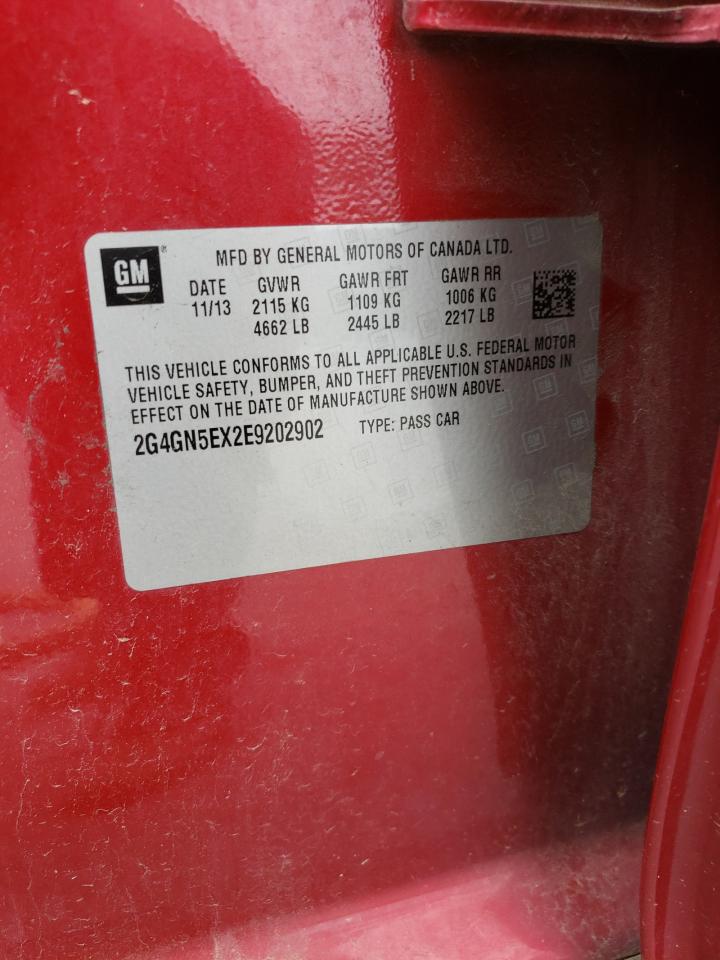 GM ®
MFD BY GENERAL MOTORS OF CANADA LTD.
DATE GVWR GAWR FRT GAWR RR
11/13 2115 KG 1109 KG 1006 KG
4662 LB 2445 LB 2217 LB
THIS VEHICLE CONFORMS TO ALL APPLICABLE U.S. FEDERAL MOTOR
VEHICLE SAFETY, BUMPER, AND THEFT PREVENTION STANDARDS IN
EFFECT ON THE DATE OF MANUFACTURE SHOWN ABOVE.
2G4GN5EX2E9202902 TYPE: PASS CAR